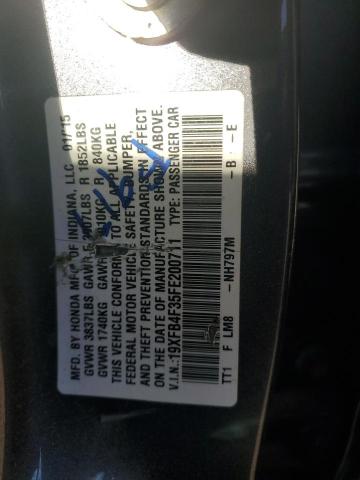 MFD. BY HONDA MFG OF INDIANA, LLC 01/'15
GVWR 3837LBS GAWR R 1852LBS
GVWR 1740KG GAWR R 840KG
THIS VEHICLE CONFORMS TO ALL APPLICABLE
FEDERAL MOTOR VEHICLE SAFETY BUMPER,
AND THEFT PREVENTION STANDARDS IN EFFECT
ON THE DATE OF MANUFACTURE SHOWN ABOVE.
V.I.N.:19XFB4F35FE200711 TYPE: PASSENGER CAR
TT1 F LM8 -NH797M -B -E